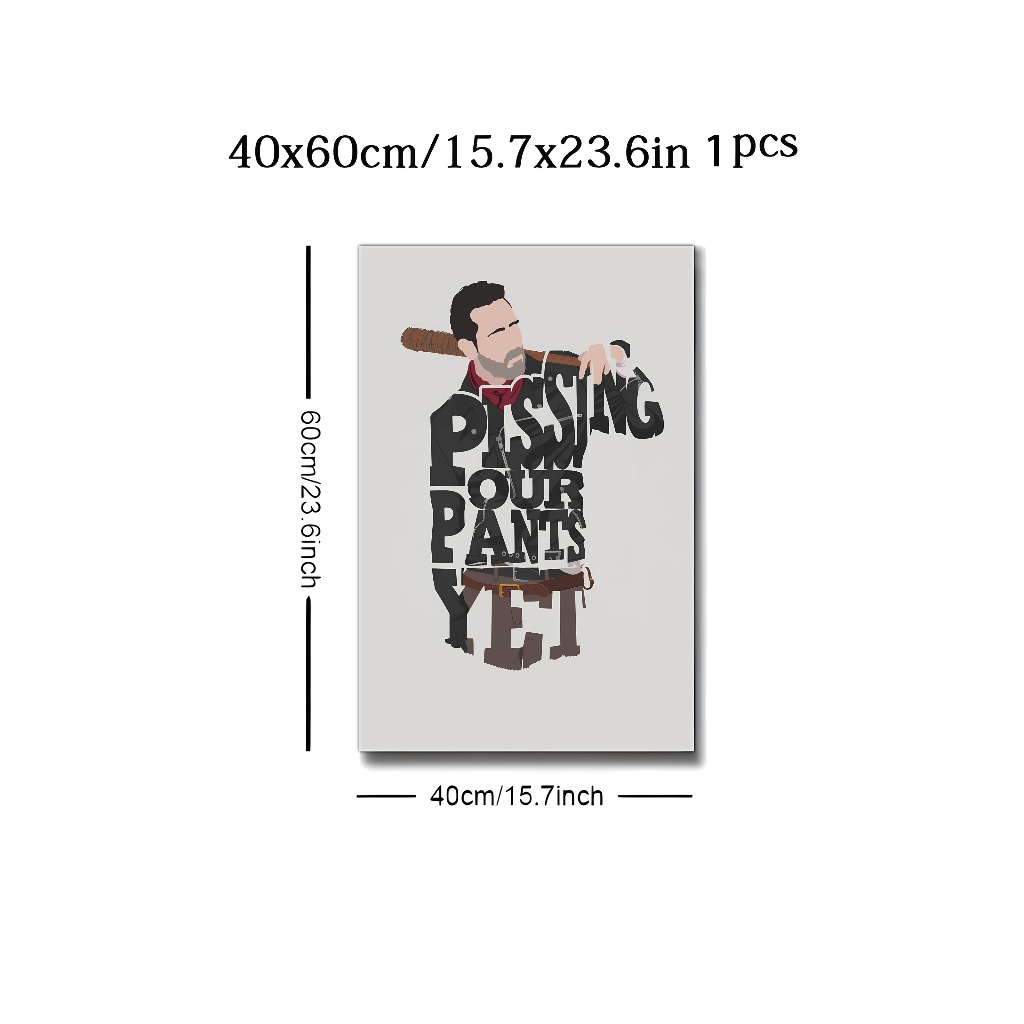 40x60cm/15.7x23.6in 1pcs
60cm/23.6inch
PISSING
OUR
PANTS
YET
40cm/15.7inch